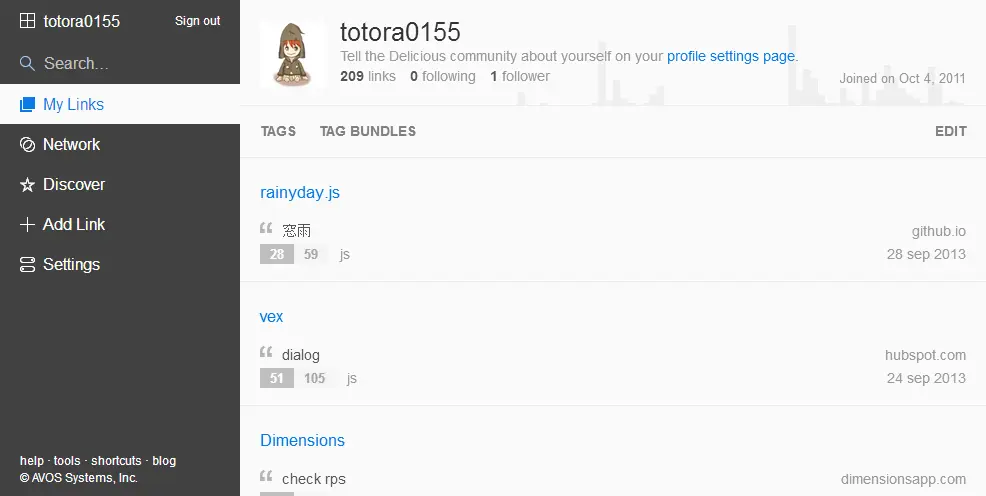 totora0155 Sign out
Search...
My Links
Network
Discover
Add Link
Settings
help · tools · shortcuts · blog
© AVOS Systems, Inc.
totora0155
Tell the Delicious community about yourself on your profile settings page.
209 links 0 following 1 follower
Joined on Oct 4, 2011
TAGS TAG BUNDLES EDIT
rainyday.js
窓雨 github.io
28 59 js 28 sep 2013
vex
dialog hubspot.com
51 105 js 24 sep 2013
Dimensions
check rps dimensionsapp.com